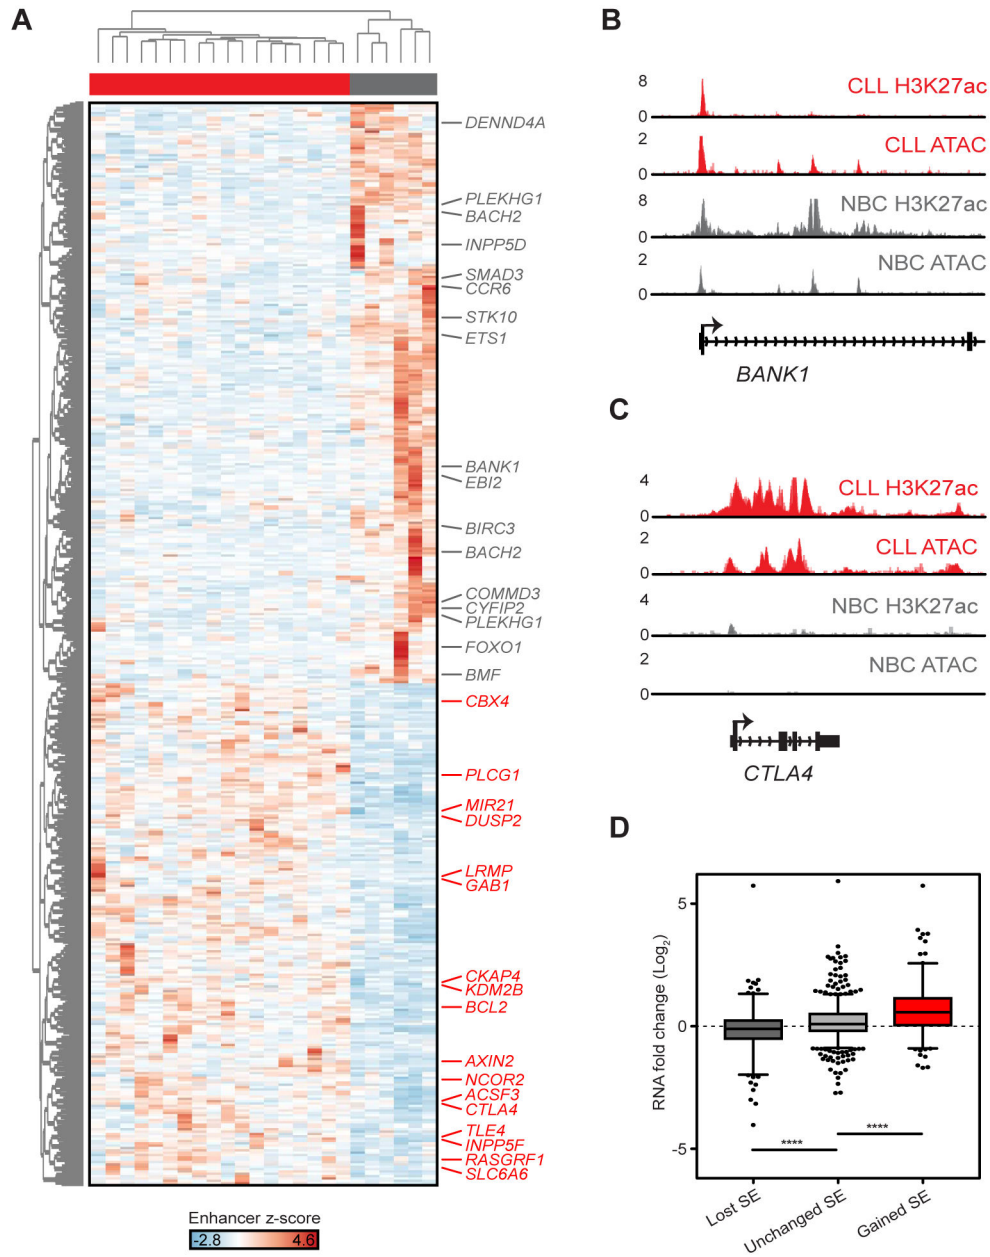 A
DENND4A
PLEKHG1
BACH2
INPP5D
SMAD3
CCR6
STK10
ETS1
BANK1
EBI2
BIRC3
BACH2
COMMD3
CYFIP2
PLEKHG1
FOXO1
BMF
CBX4
PLCG1
MIR21
DUSP2
LRMP
GAB1
CKAP4
KDM2B
BCL2
AXIN2
NCOR2
ACSF3
CTLA4
TLE4
INPP5F
RASGRF1
SLC6A6
Enhancer z-score
-2.8 4.6
B
8
CLL H3K27ac
0
2
CLL ATAC
0
8
NBC H3K27ac
0
2
NBC ATAC
0
BANK1
C
4
CLL H3K27ac
0
2
CLL ATAC
0
4
NBC H3K27ac
0
2
NBC ATAC
0
CTLA4
D
RNA fold change (Log2)
5
0
-5
****
****
Lost SE
Unchanged SE
Gained SE